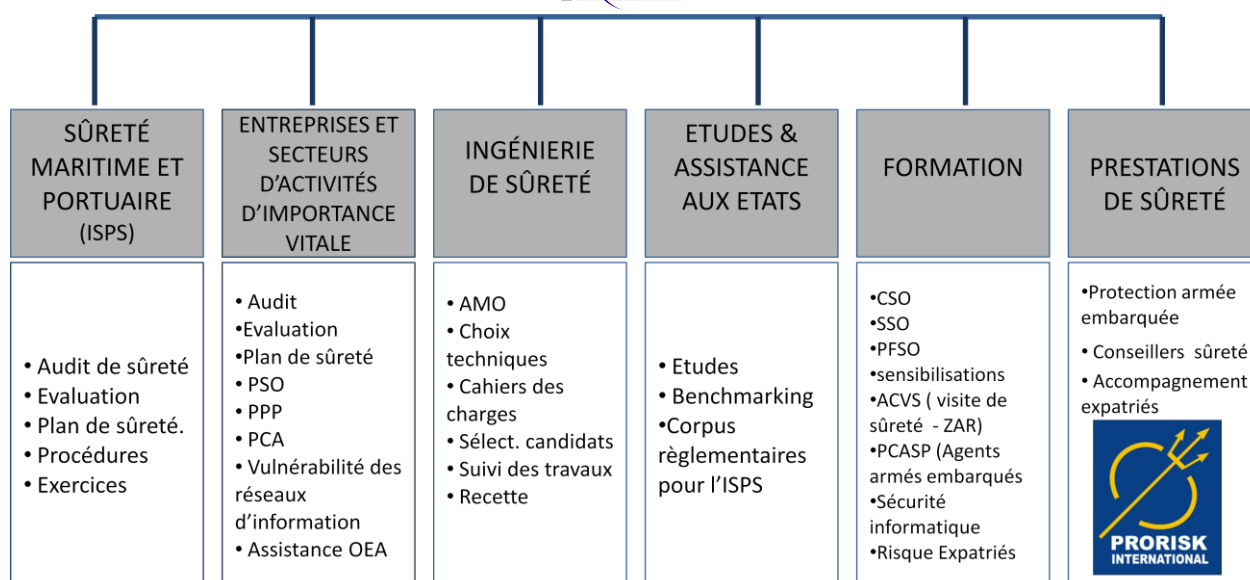 SÛRETÉ
MARITIME ET
PORTUAIRE
(ISPS)
• Audit de sûreté
• Evaluation
• Plan de sûreté.
• Procédures
• Exercices
ENTREPRISES ET
SECTEURS
D’ACTIVITÉS
D’IMPORTANCE
VITALE
• Audit
•Evaluation
•Plan de sûreté
• PSO
• PPP
• PCA
• Vulnérabilité des
réseaux
d’information
• Assistance OEA
INGÉNIERIE
DE SÛRETÉ
• AMO
• Choix
techniques
• Cahiers des
charges
• Sélect. candidats
• Suivi des travaux
• Recette
ETUDES &
ASSISTANCE
AUX ETATS
• Etudes
• Benchmarking
•Corpus
règlementaires
pour l’ISPS
FORMATION
•CSO
•SSO
•PFSO
•sensibilisations
•ACVS ( visite de
sûreté - ZAR)
•PCASP (Agents
armés embarqués
•Sécurité
informatique
•Risque Expatriés
PRESTATIONS
DE SÛRETÉ
•Protection armée
embarquée
• Conseillers sûreté
• Accompagnement
expatriés
PRORISK
INTERNATIONAL